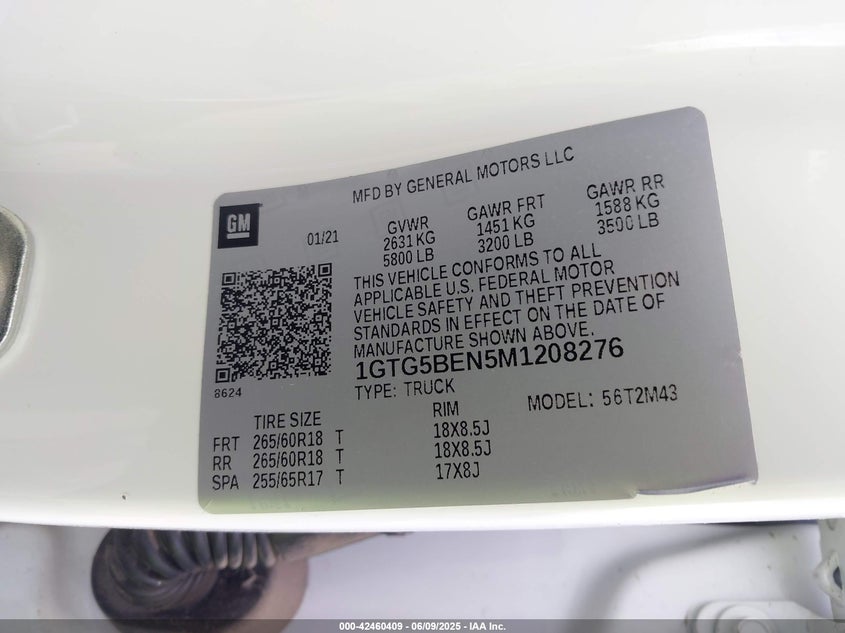 MFD BY GENERAL MOTORS LLC
GM
01/21
GVWR GAWR FRT GAWR RR
2631 KG 1451 KG 1588 KG
5800 LB 3200 LB 3500 LB
THIS VEHICLE CONFORMS TO ALL
APPLICABLE U.S. FEDERAL MOTOR
VEHICLE SAFETY AND THEFT PREVENTION
STANDARDS IN EFFECT ON THE DATE OF
MANUFACTURE SHOWN ABOVE.
1GTG5BEN5M1208276
8624
TYPE: TRUCK MODEL: 56T2M43
TIRE SIZE RIM
FRT 265/60R18 T 18X8.5J
RR 265/60R18 T 18X8.5J
SPA 255/65R17 T 17X8J
000-42460409 - 06/09/2025 - IAA Inc.